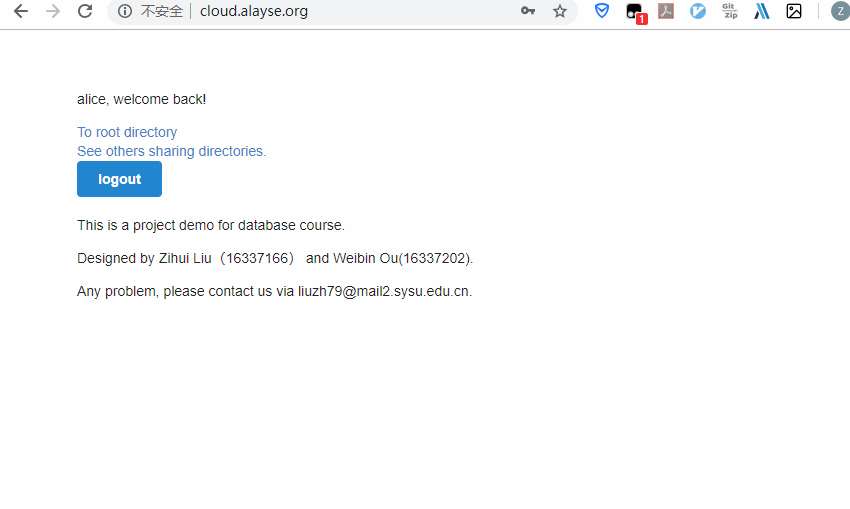 不安全 cloud.alayse.org
1
Git
Zip
Z
alice, welcome back!
To root directory
See others sharing directories.
logout
This is a project demo for database course.
Designed by Zihui Liu（16337166） and Weibin Ou(16337202).
Any problem, please contact us via liuzh79@mail2.sysu.edu.cn.